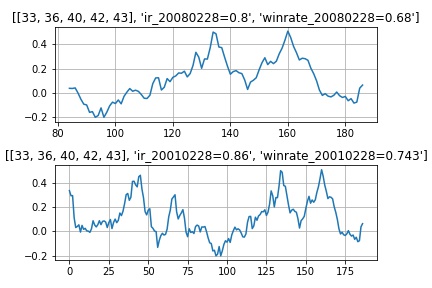 [[33, 36, 40, 42, 43], 'ir_20080228=0.8', 'winrate_20080228=0.68']
0.4
0.2
0.0
−0.2
80 100 120 140 160 180
[[33, 36, 40, 42, 43], 'ir_20010228=0.86', 'winrate_20010228=0.743']
0.4
0.2
0.0
−0.2
0 25 50 75 100 125 150 175